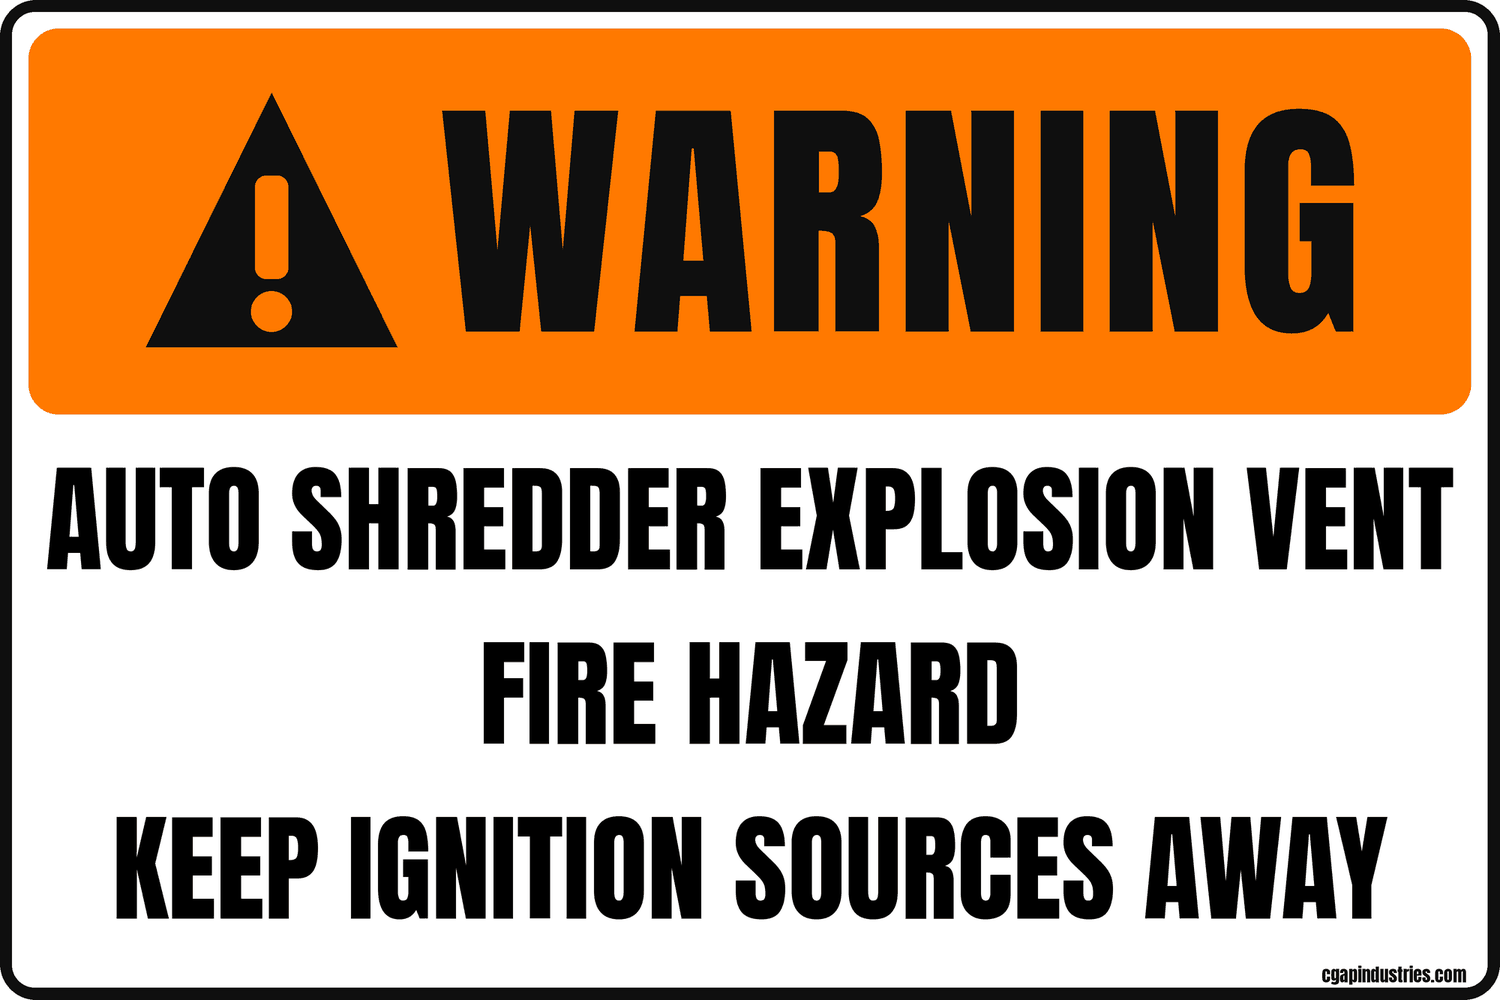 WARNING
AUTO SHREDDER EXPLOSION VENT
FIRE HAZARD
KEEP IGNITION SOURCES AWAY
cgapindustries.com